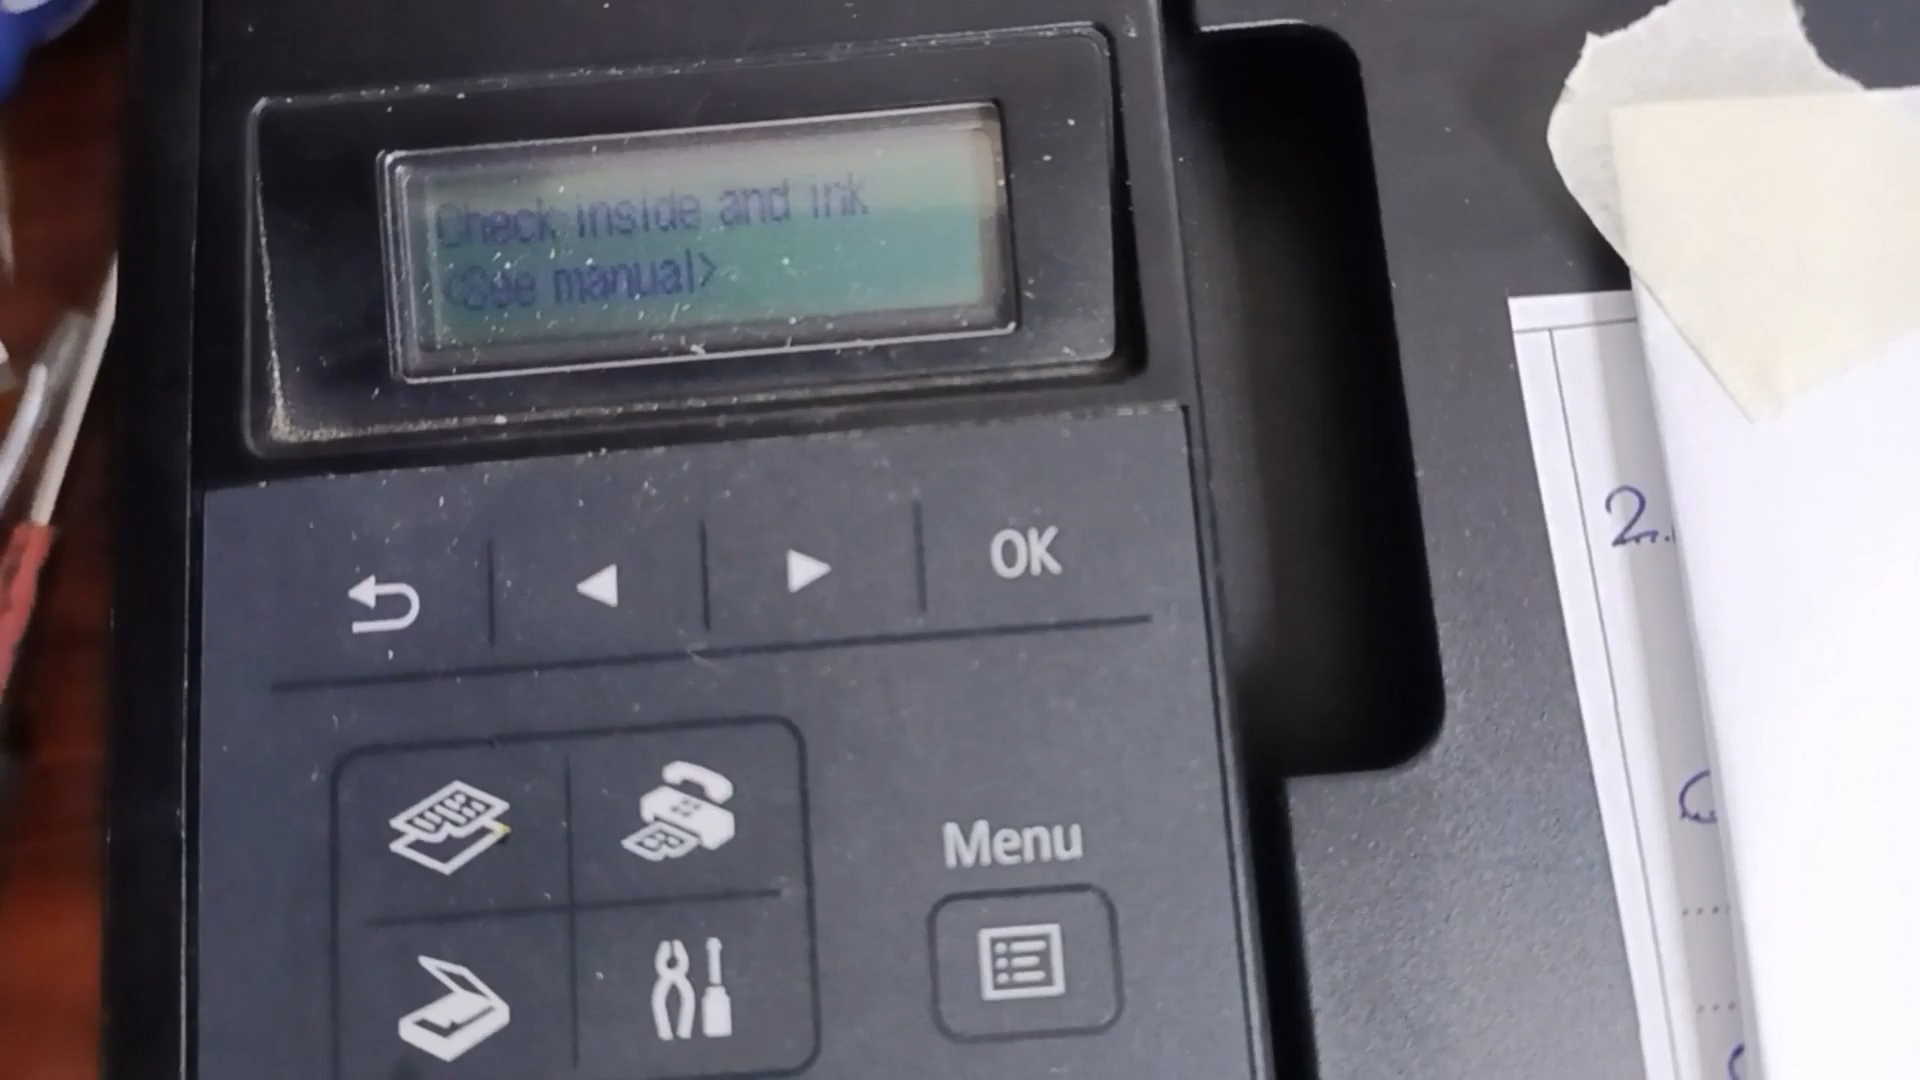 Check inside and ink
<See manual>
OK
Menu
2.